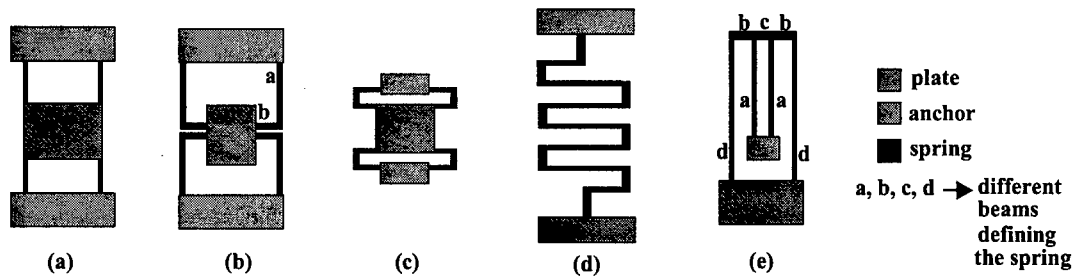 a
b
b c b
a a
d d
plate
anchor
spring
a, b, c, d → different
beams
defining
the spring
(a) (b) (c) (d) (e)